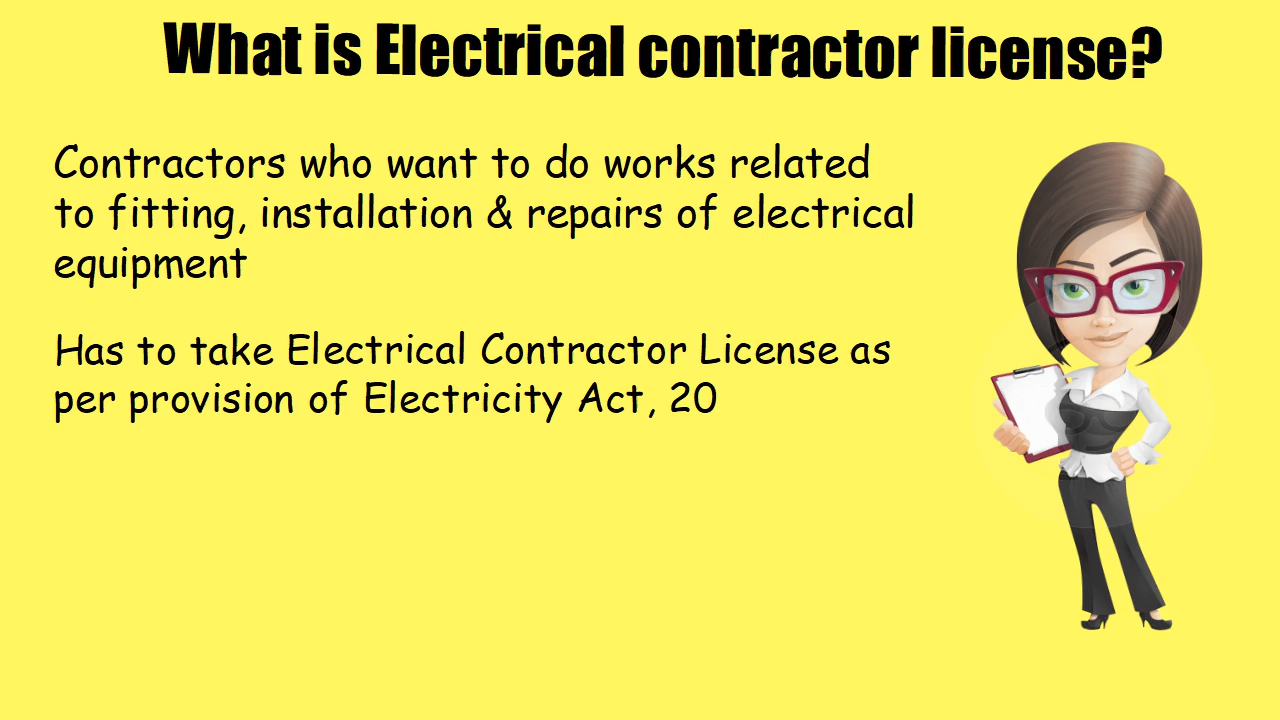 What is Electrical contractor license?
Contractors who want to do works related
to fitting, installation & repairs of electrical
equipment
Has to take Electrical Contractor License as
per provision of Electricity Act, 20